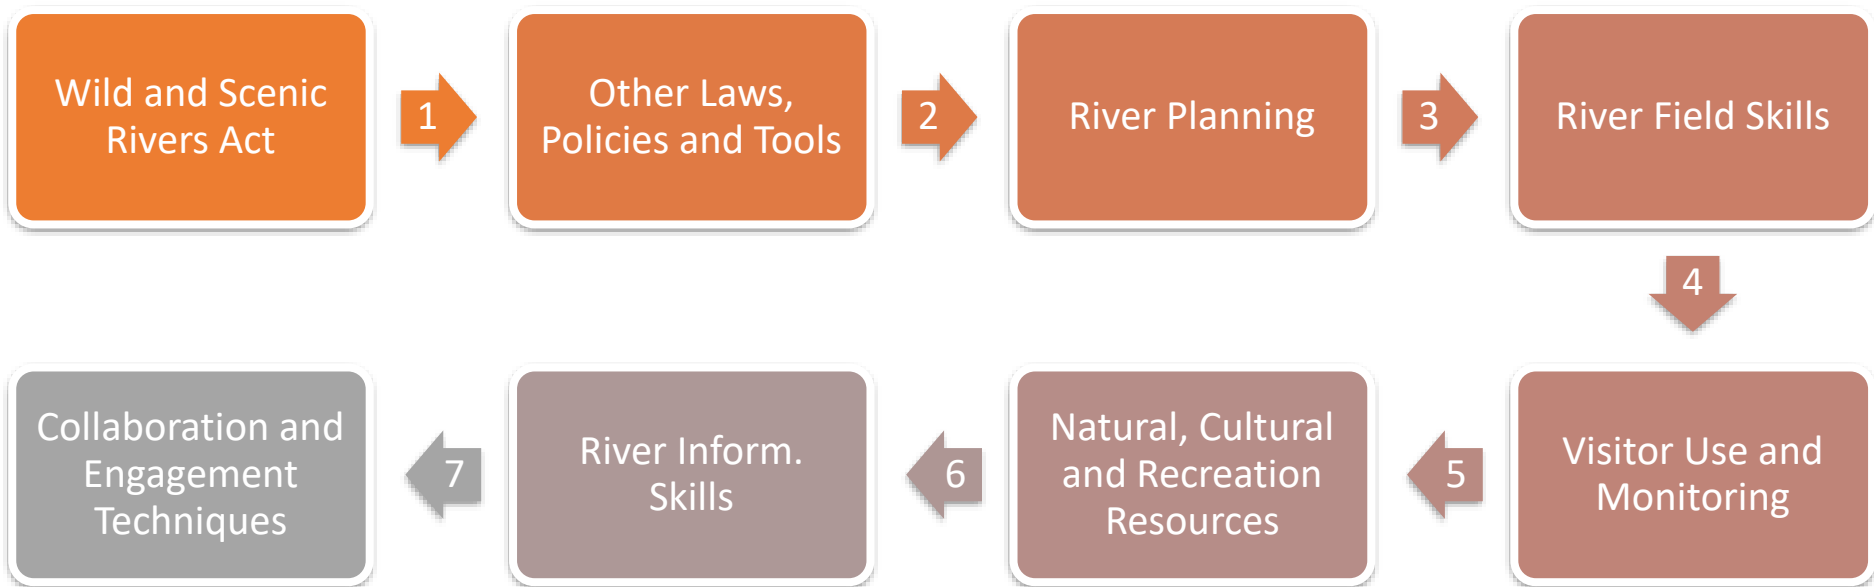 Wild and Scenic
Rivers Act
1
Other Laws,
Policies and Tools
2
River Planning
3
River Field Skills
4
Visitor Use and
Monitoring
5
Natural, Cultural
and Recreation
Resources
6
River Inform.
Skills
7
Collaboration and
Engagement
Techniques